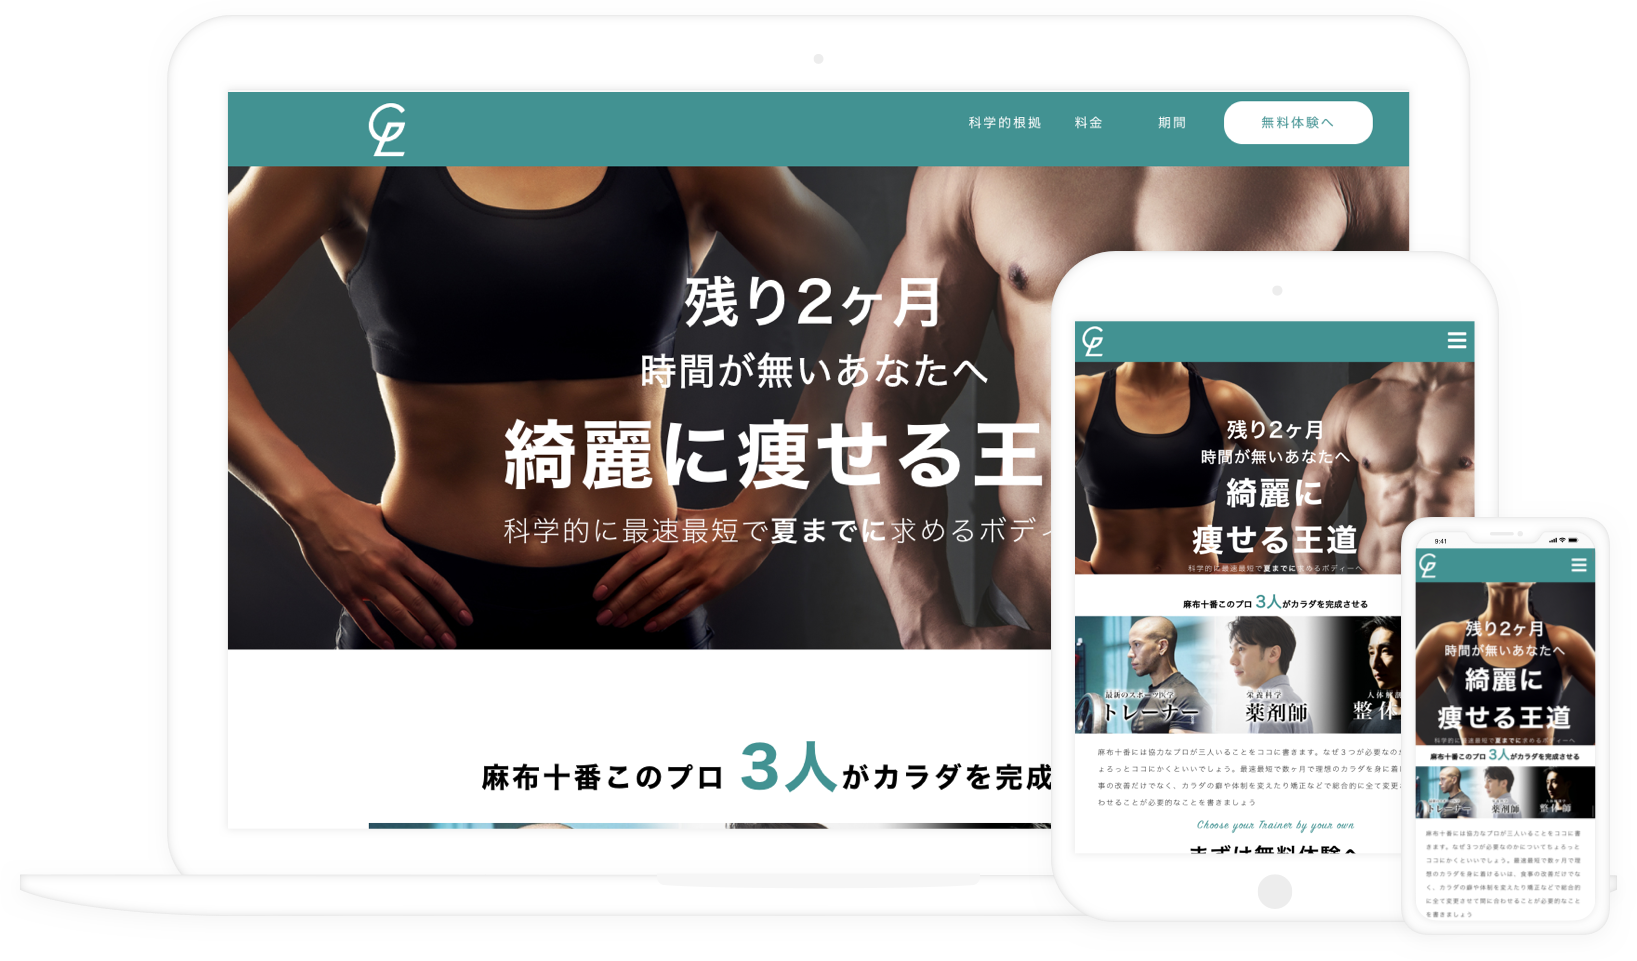 科学的根拠 料金 期間 無料体験へ
残り2ヶ月
時間が無いあなたへ
綺麗に痩せる王
科学的に最速最短で夏までに求めるボディ
麻布十番このプロ 3人がカラダを完成
残り2ヶ月
時間が無いあなたへ
綺麗に
痩せる王道
科学的に最速最短で夏までに求めるボディーへ
麻布十番このプロ 3人がカラダを完成させる
最新のスポーツ医学
トレーナー
栄養科学
薬剤師
人体解剖
整体
麻布十番には協力なプロが三人いることをココに書きます。なぜ3つが必要なの
ょろっとココにかくといいでしょう。最速最短で数ヶ月で理想のカラダを身に着
事の改善だけでなく、カラダの癖や体制を変えたり矯正などで総合的に全て変更
わせることが必要的なことを書きましょう
Choose your Trainer by your own
まずは無料体験へ
9:41
残り2ヶ月
時間が無いあなたへ
綺麗に
痩せる王道
科学的に最速最短で夏までに求めるボディーへ
麻布十番このプロ 3人がカラダを完成させる
トレーナー
薬剤師
整体師
麻布十番には協力なプロが三人いることをココに書
きます。なぜ3つが必要なのかについてちょろっと
ココにかくといいでしょう。最速最短で数ヶ月で理
想のカラダを身に着けるいは、食事の改善だけでな
く、カラダの癖や体制を変えたり矯正などで総合的
に全て変更させて間に合わせることが必要的なこと
を書きましょう